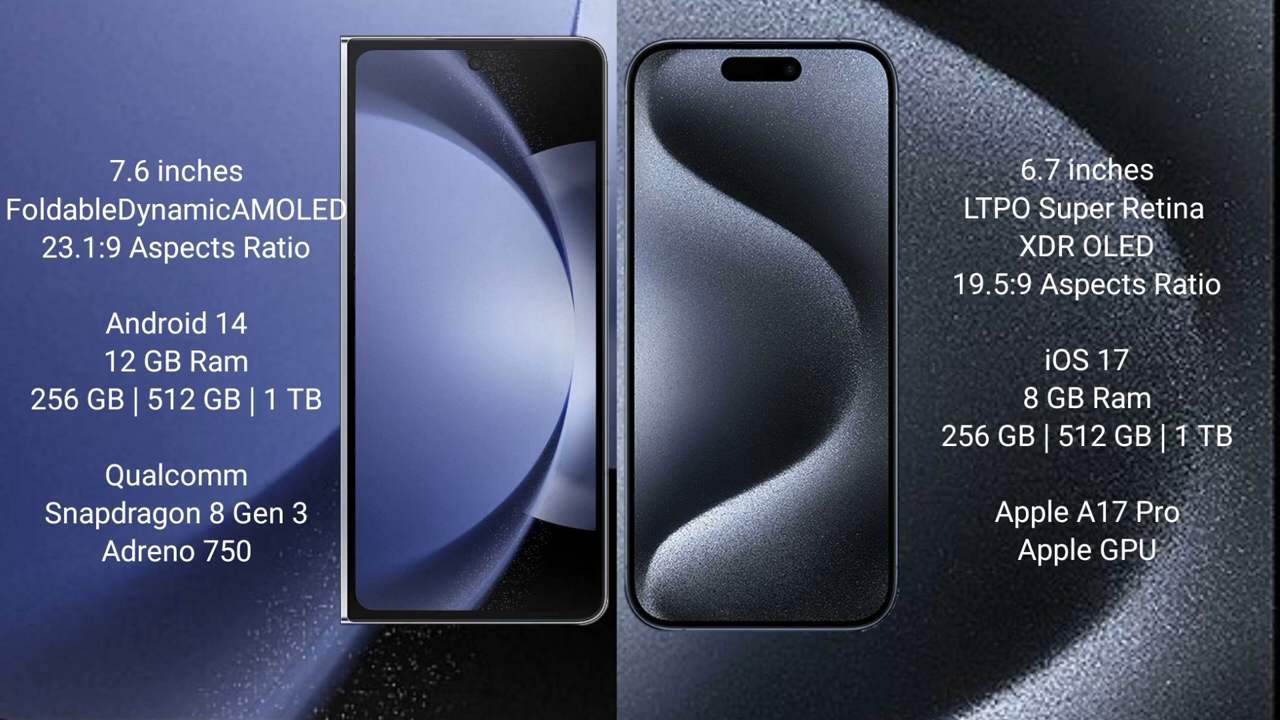 7.6 inches
FoldableDynamicAMOLED
23.1:9 Aspects Ratio
Android 14
12 GB Ram
256 GB | 512 GB | 1 TB
Qualcomm
Snapdragon 8 Gen 3
Adreno 750
6.7 inches
LTPO Super Retina
XDR OLED
19.5:9 Aspects Ratio
iOS 17
8 GB Ram
256 GB | 512 GB | 1 TB
Apple A17 Pro
Apple GPU